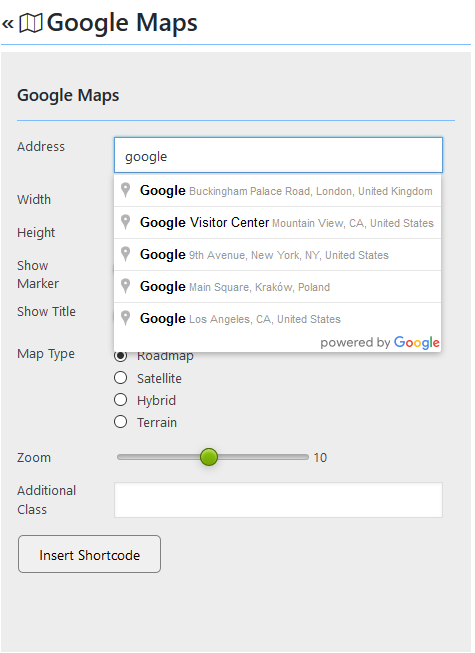 « Google Maps
Google Maps
Address
google
Google Buckingham Palace Road, London, United Kingdom
Google Visitor Center Mountain View, CA, United States
Google 9th Avenue, New York, NY, United States
Google Main Square, Kraków, Poland
Google Los Angeles, CA, United States
powered by Google
Width
Height
Show
Marker
Show Title
Map Type
Roadmap
Satellite
Hybrid
Terrain
Zoom
10
Additional
Class
Insert Shortcode